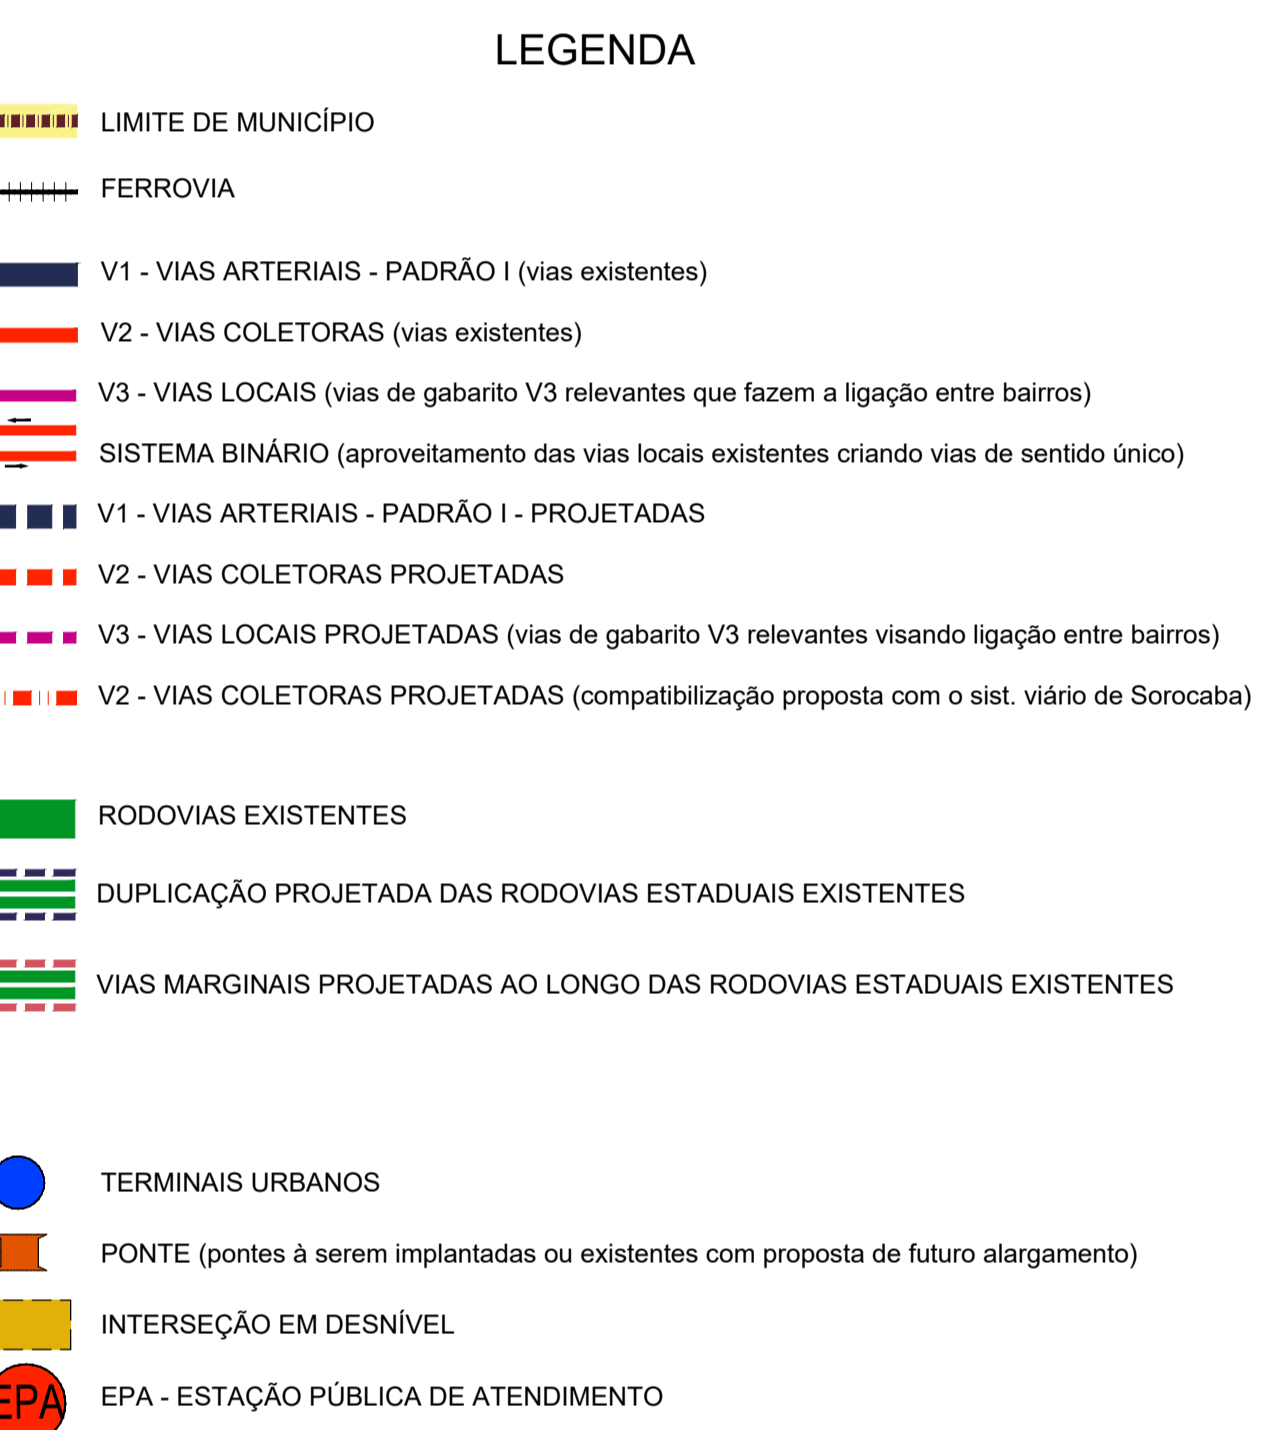 LEGENDA
LIMITE DE MUNICÍPIO
FERROVIA
V1 - VIAS ARTERIAIS - PADRÃO I (vias existentes)
V2 - VIAS COLETORAS (vias existentes)
V3 - VIAS LOCAIS (vias de gabarito V3 relevantes que fazem a ligação entre bairros)
SISTEMA BINÁRIO (aproveitamento das vias locais existentes criando vias de sentido único)
V1 - VIAS ARTERIAIS - PADRÃO I - PROJETADAS
V2 - VIAS COLETORAS PROJETADAS
V3 - VIAS LOCAIS PROJETADAS (vias de gabarito V3 relevantes visando ligação entre bairros)
V2 - VIAS COLETORAS PROJETADAS (compatibilização proposta com o sist. viário de Sorocaba)
RODOVIAS EXISTENTES
DUPLICAÇÃO PROJETADA DAS RODOVIAS ESTADUAIS EXISTENTES
VIAS MARGINAIS PROJETADAS AO LONGO DAS RODOVIAS ESTADUAIS EXISTENTES
TERMINAIS URBANOS
PONTE (pontes à serem implantadas ou existentes com proposta de futuro alargamento)
INTERSEÇÃO EM DESNÍVEL
EPA EPA - ESTAÇÃO PÚBLICA DE ATENDIMENTO